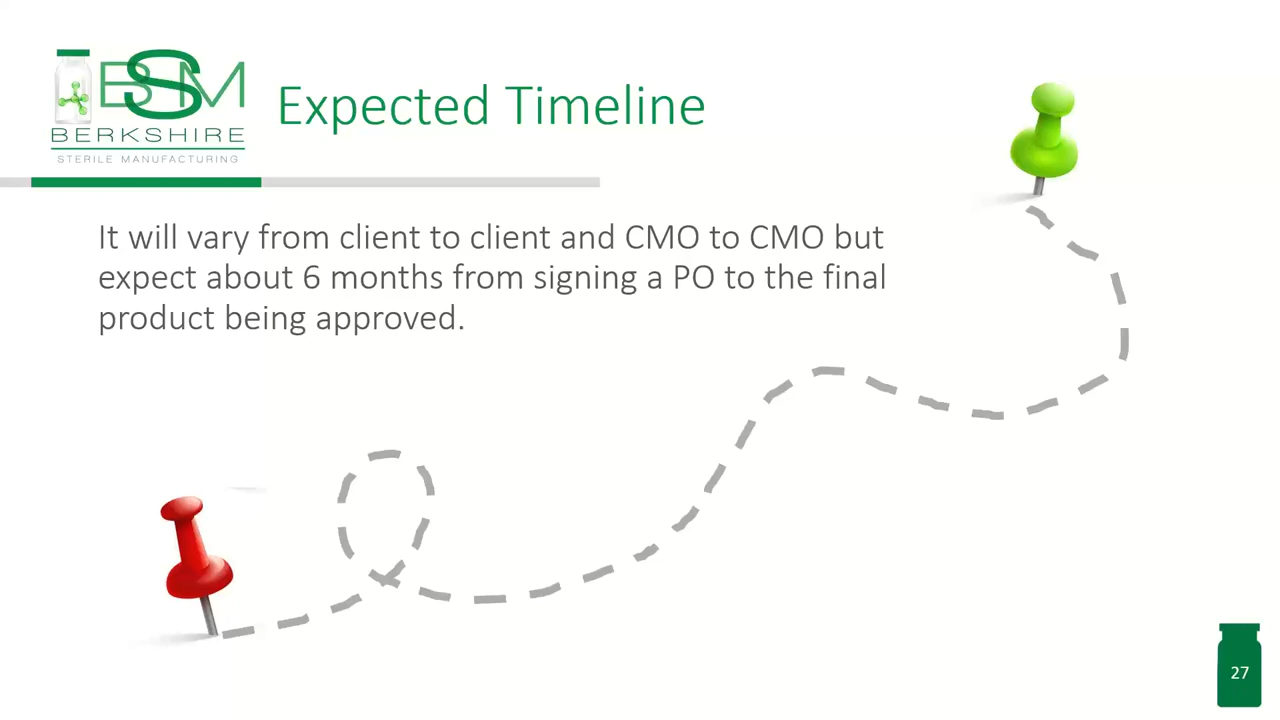 BSM
BERKSHIRE
STERILE MANUFACTURING
Expected Timeline
It will vary from client to client and CMO to CMO but
expect about 6 months from signing a PO to the final
product being approved.
27